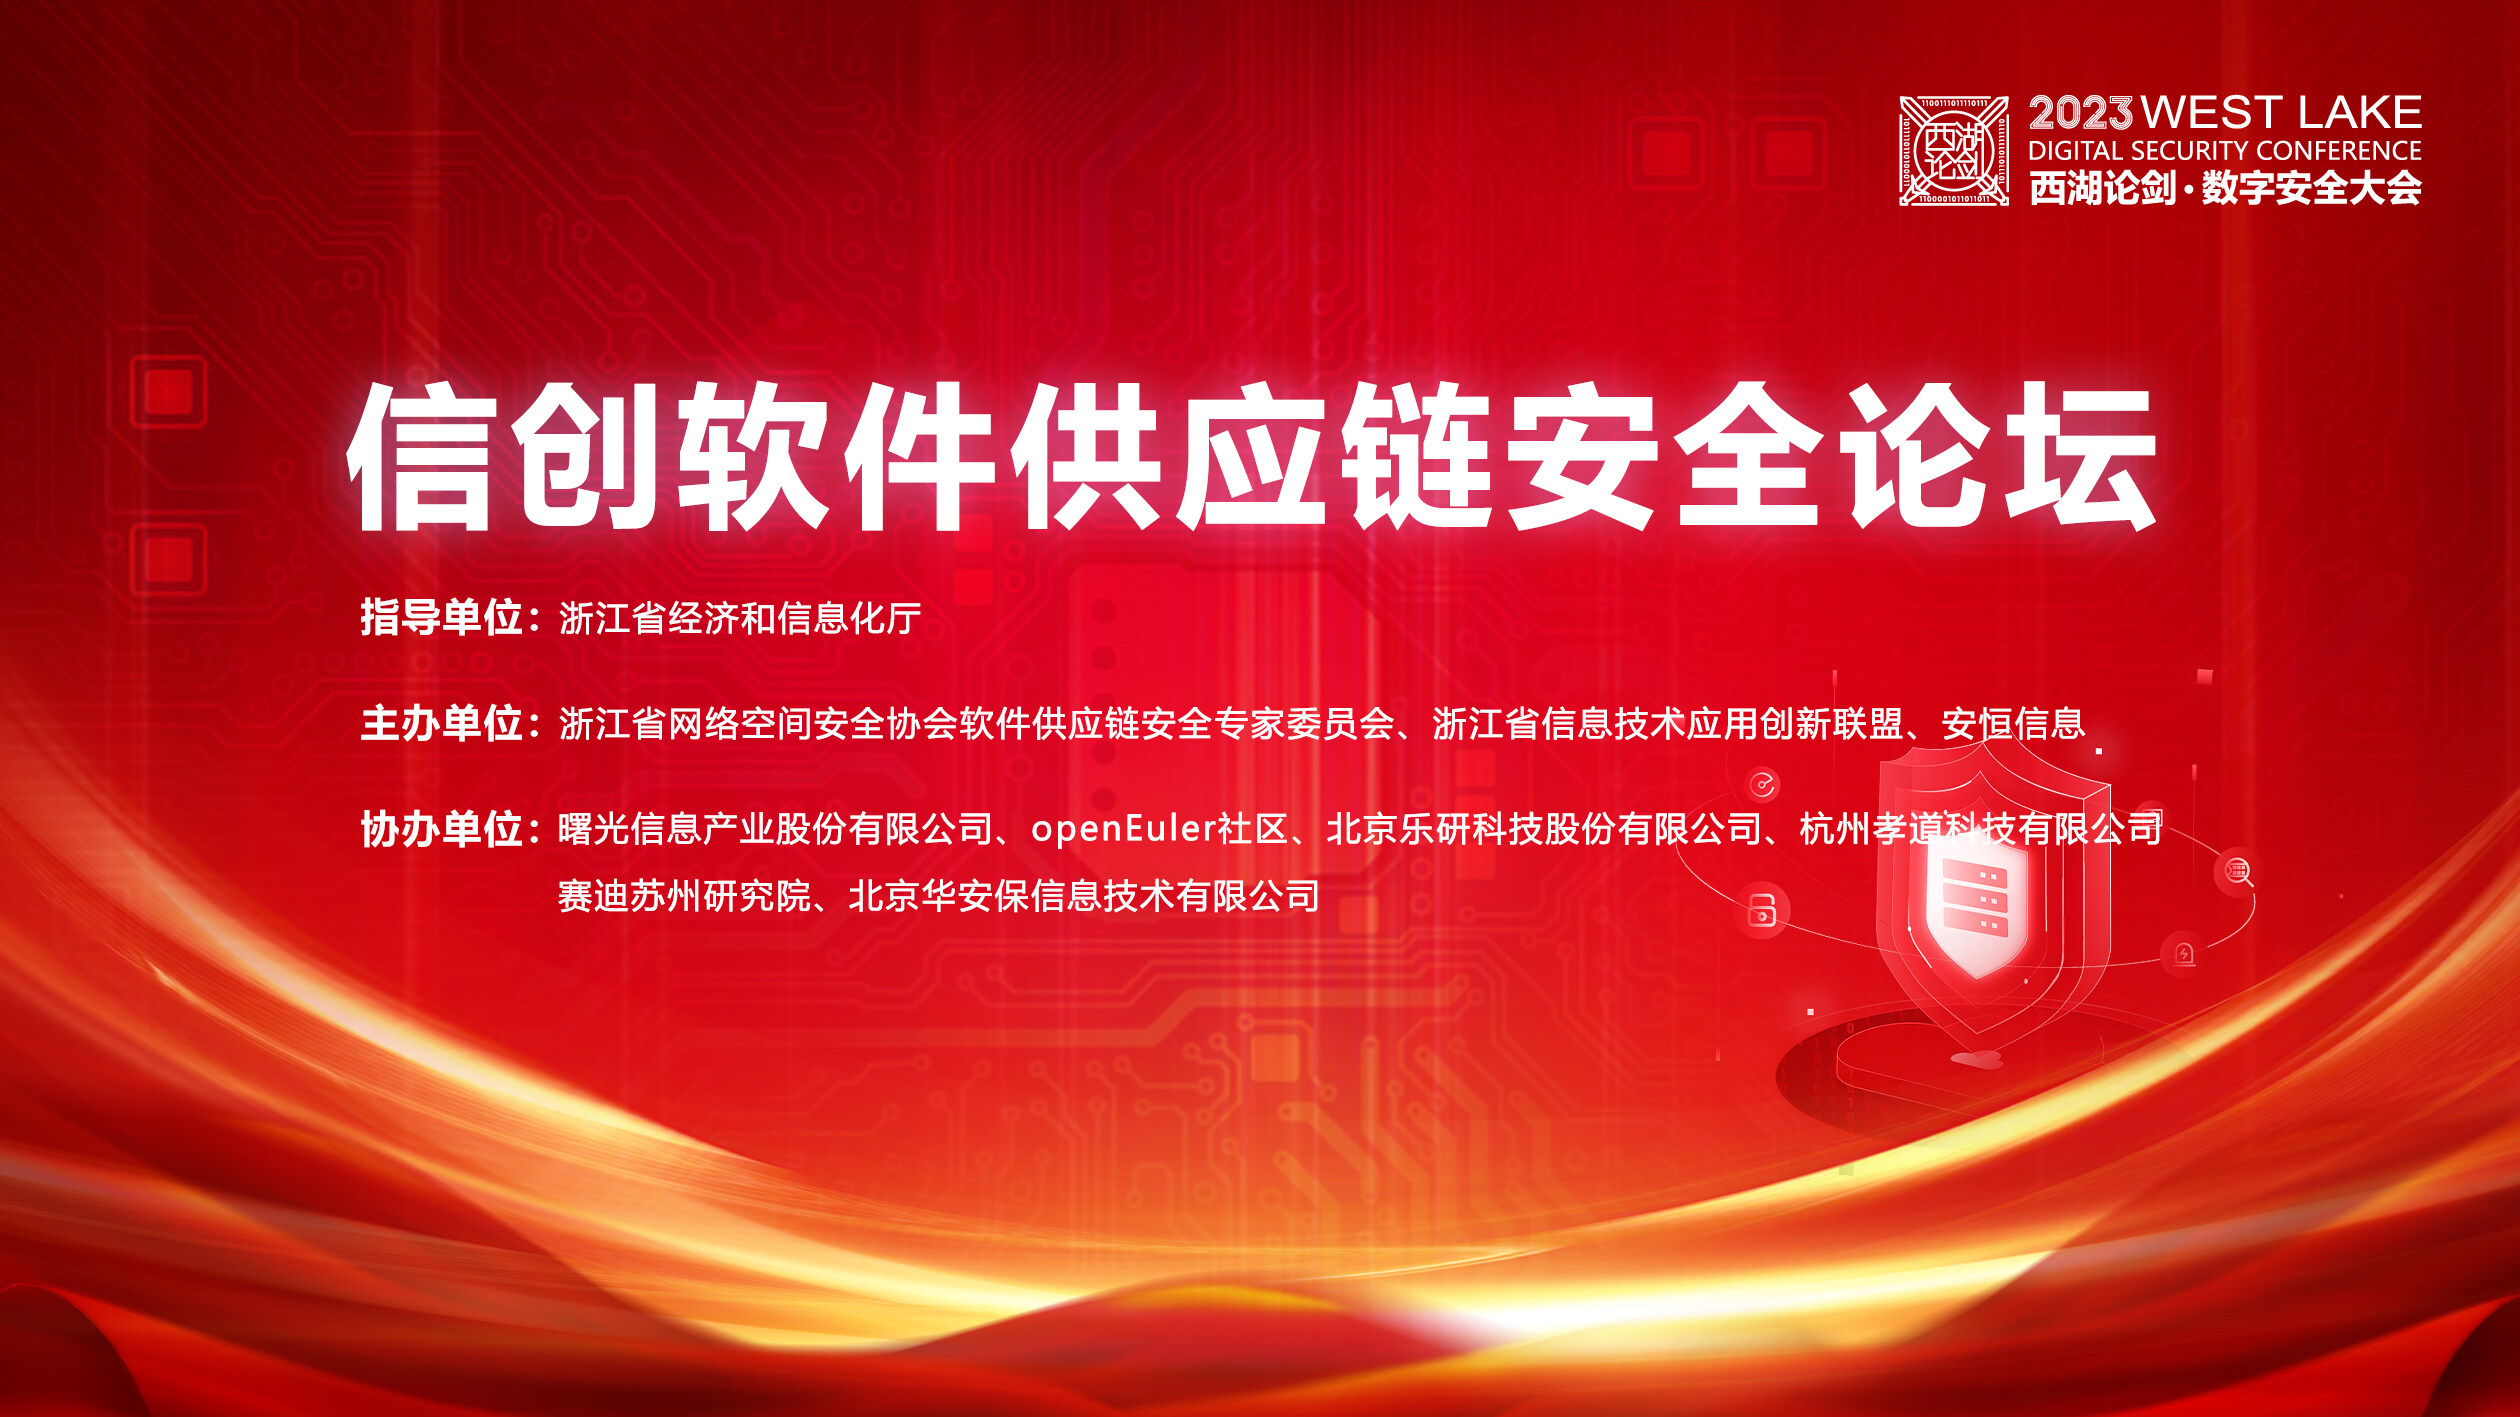 1100111011110111
西湖
论剑
110000101101011
2023 WEST LAKE
DIGITAL SECURITY CONFERENCE
西湖论剑·数字安全大会
信创软件供应链安全论坛
指导单位：浙江省经济和信息化厅
主办单位：浙江省网络空间安全协会软件供应链安全专家委员会、浙江省信息技术应用创新联盟、安恒信息
协办单位：曙光信息产业股份有限公司、openEuler社区、北京乐研科技股份有限公司、杭州孝道科技有限公司
赛迪苏州研究院、北京华安保信息技术有限公司